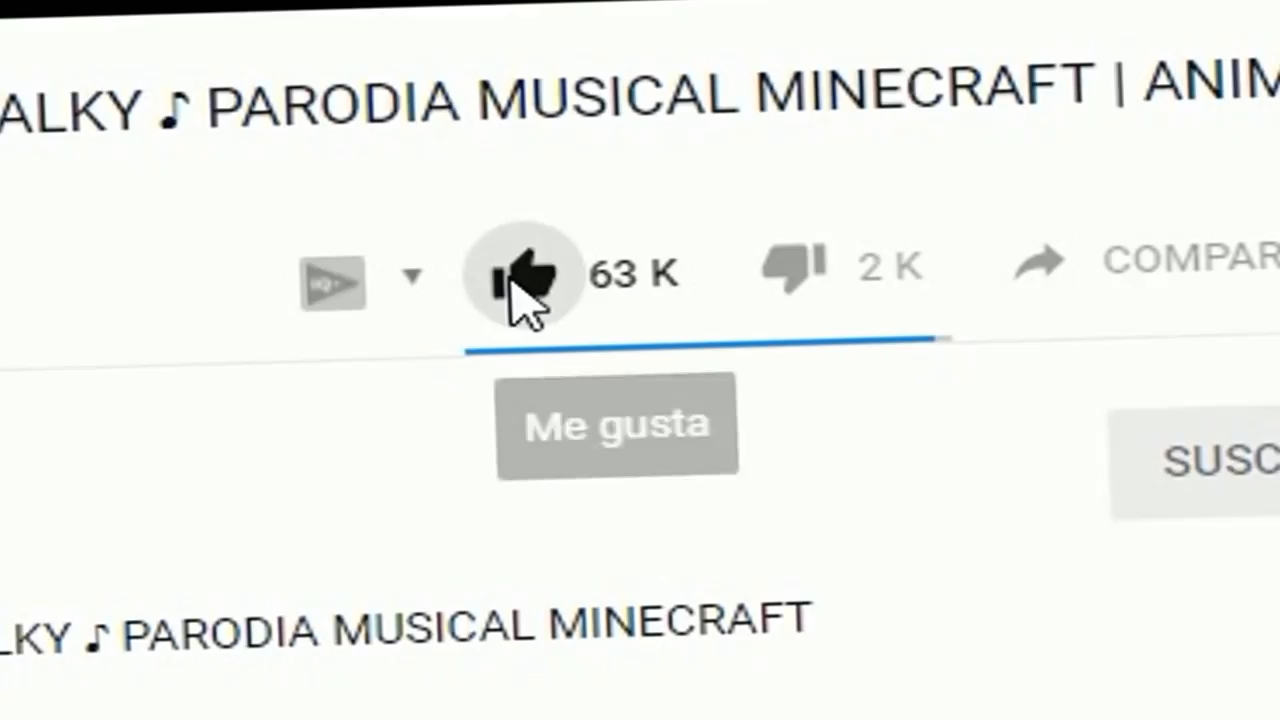 ALKY ♪ PARODIA MUSICAL MINECRAFT | ANIM
63 K 2 K COMPAR
Me gusta
SUSC
LKY ♪ PARODIA MUSICAL MINECRAFT